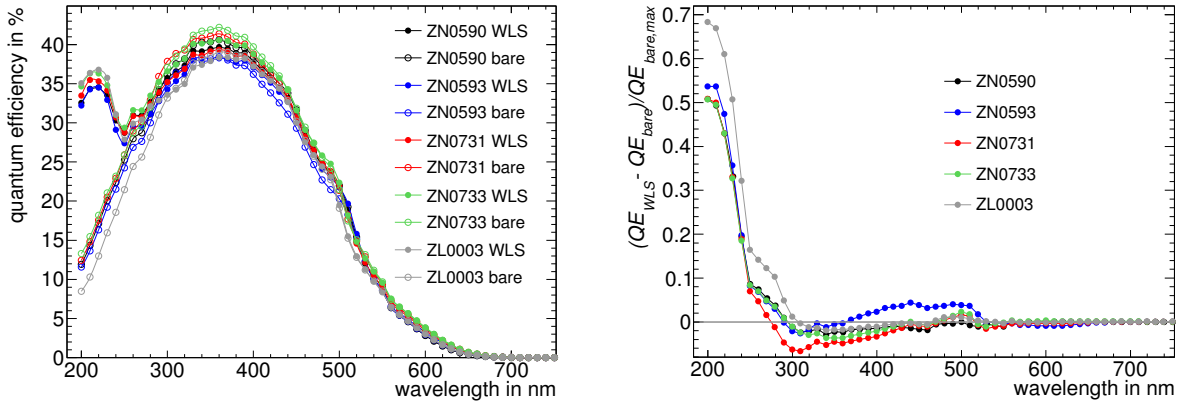 quantum efficiency in %
40
35
30
25
20
15
10
5
0
200 300 400 500 600 700
wavelength in nm
ZN0590 WLS
ZN0590 bare
ZN0593 WLS
ZN0593 bare
ZN0731 WLS
ZN0731 bare
ZN0733 WLS
ZN0733 bare
ZL0003 WLS
ZL0003 bare
(QE_WLS - QE_bare)/QE_bare,max
0.7
0.6
0.5
0.4
0.3
0.2
0.1
0
-0.1
200 300 400 500 600 700
wavelength in nm
ZN0590
ZN0593
ZN0731
ZN0733
ZL0003